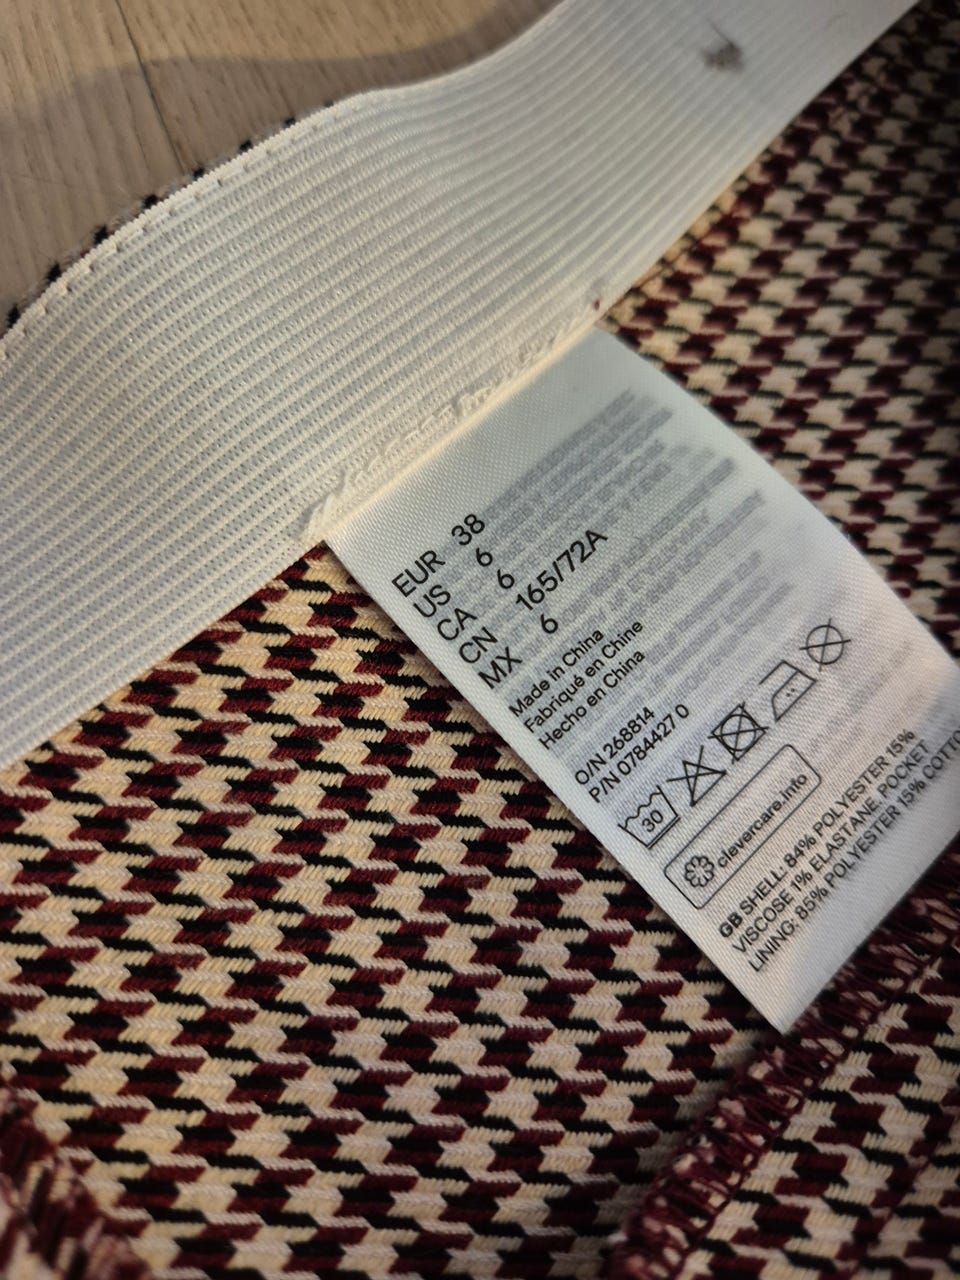 EUR 38
US 6
CA 6
CN 165/72A
MX 6
Made in China
Fabriqué en Chine
Hecho en China
O/N 268814
P/N 0784427 0
30
clevercare.info
GB SHELL: 84% POLYESTER 15%
VISCOSE 1% ELASTANE. POCKET
LINING: 85% POLYESTER 15% COTTO